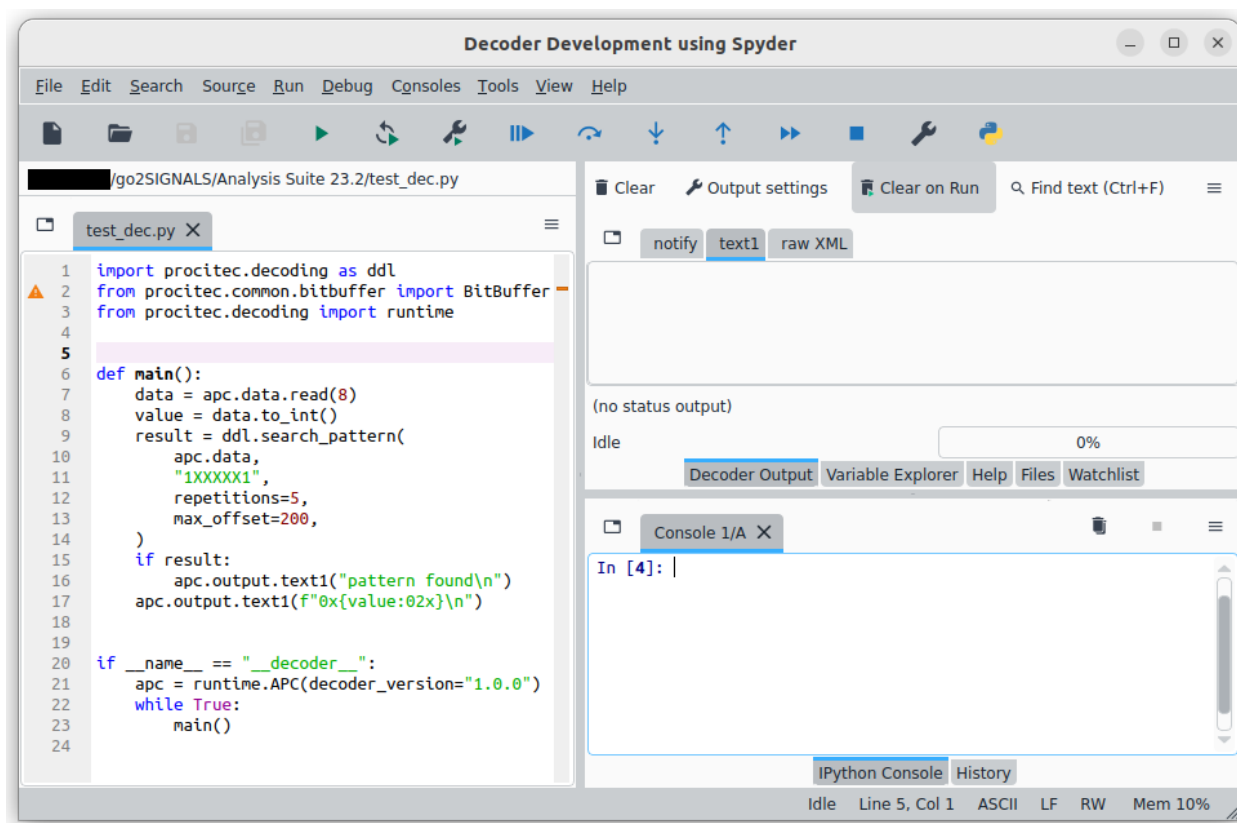 Decoder Development using Spyder
File Edit Search Source Run Debug Consoles Tools View Help
/go2SIGNALS/Analysis Suite 23.2/test_dec.py
test_dec.py
1 import procitec.decoding as ddl
2 from procitec.common.bitbuffer import BitBuffer
3 from procitec.decoding import runtime
4
5
6 def main():
7     data = apc.data.read(8)
8     value = data.to_int()
9     result = ddl.search_pattern(
10         apc.data,
11         "1XXXXX1",
12         repetitions=5,
13         max_offset=200,
14     )
15     if result:
16         apc.output.text1("pattern found\n")
17     apc.output.text1(f"0x{value:02x}\n")
18
19
20 if __name__ == "__decoder__":
21     apc = runtime.APC(decoder_version="1.0.0")
22     while True:
23         main()
24
Clear Output settings Clear on Run Find text (Ctrl+F)
notify text1 raw XML
(no status output)
Idle 0%
Decoder Output Variable Explorer Help Files Watchlist
Console 1/A
In [4]:
IPython Console History
Idle Line 5, Col 1 ASCII LF RW Mem 10%